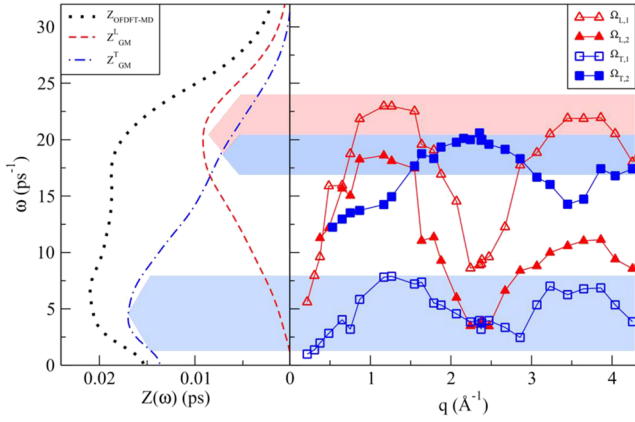 Z_OFDFT-MD
Z^L_GM
Z^T_GM
Ω_L,1
Ω_L,2
Ω_T,1
Ω_T,2
30
25
20
15
10
5
0
ω (ps⁻¹)
0.02
0.01
0
1
2
3
4
Z(ω) (ps)
q (Å⁻¹)